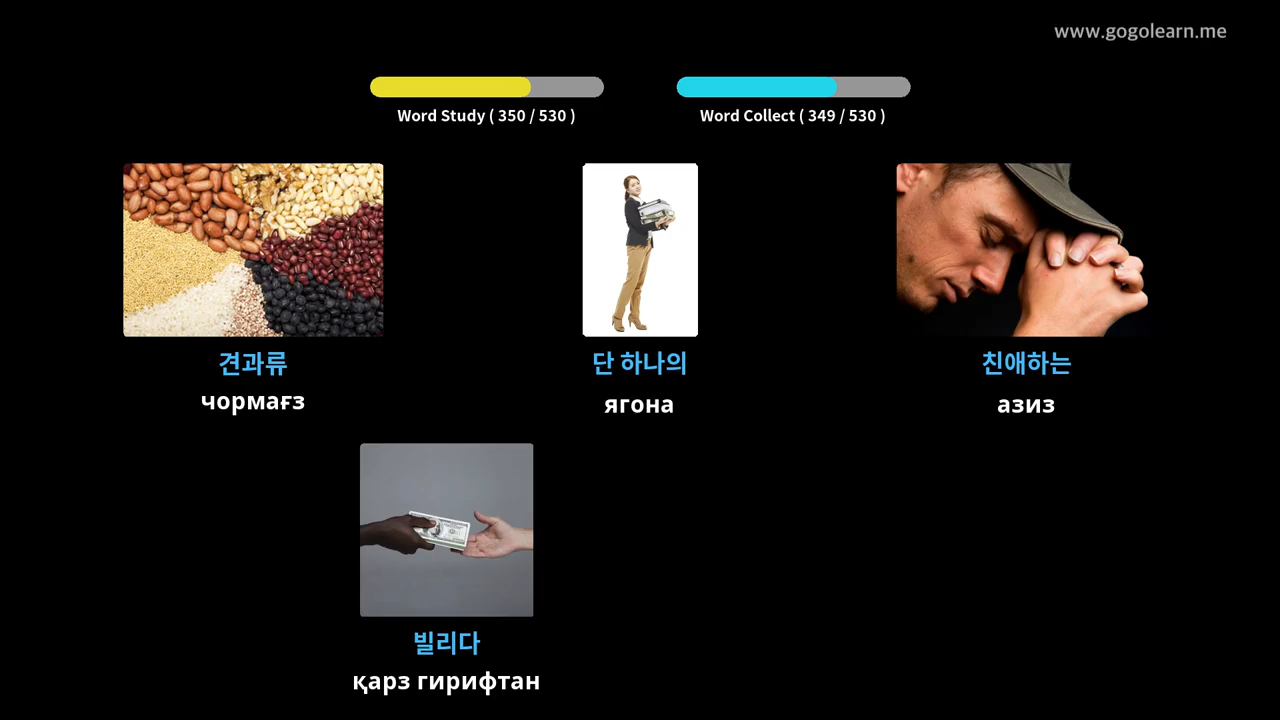 www.gogolearn.me
Word Study ( 350 / 530 )
Word Collect ( 349 / 530 )
견과류
чормағз
단 하나의
ягона
친애하는
азиз
빌리다
қарз гирифтан